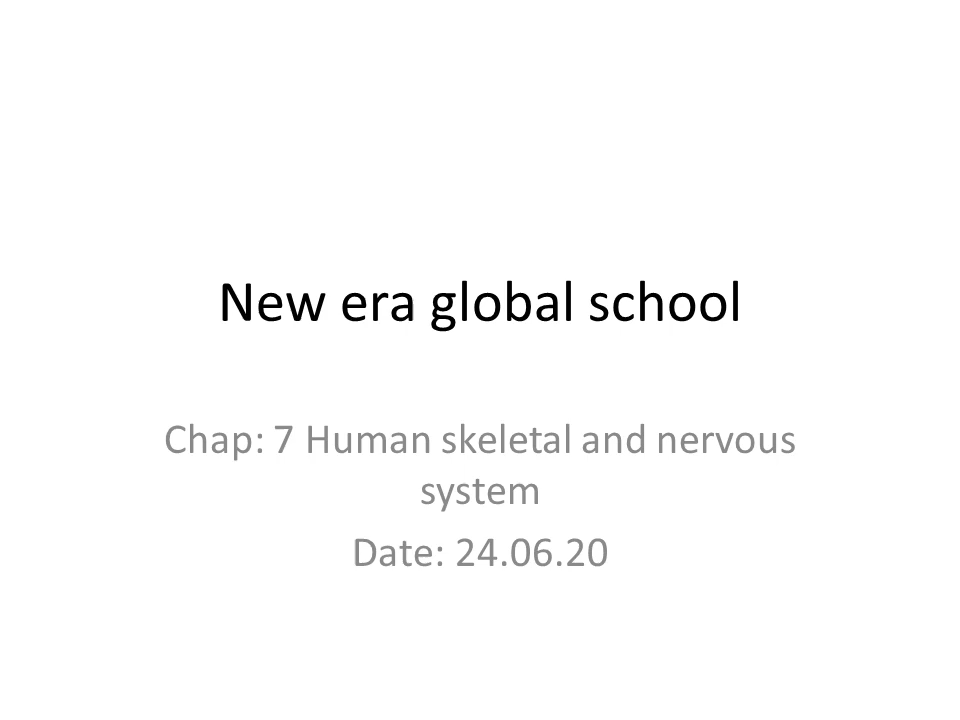 New era global school
Chap: 7 Human skeletal and nervous
system
Date: 24.06.20